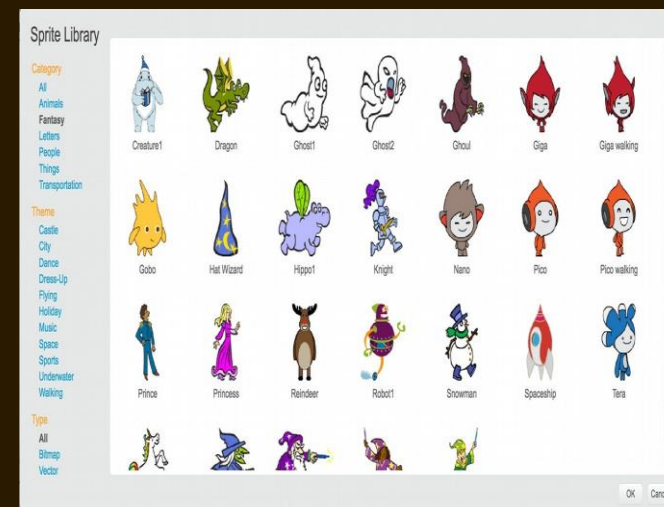 Sprite Library
Category
All
Animals
Fantasy
Letters
People
Things
Transportation
Theme
Castle
City
Dance
Dress-Up
Flying
Holiday
Music
Space
Sports
Underwater
Walking
Type
All
Bitmap
Vector
Creature1 Dragon Ghost1 Ghost2 Ghoul Giga Giga walking
Gobo Hat Wizard Hippo1 Knight Nano Pico Pico walking
Prince Princess Reindeer Robot1 Snowman Spaceship Tera
OK Canc